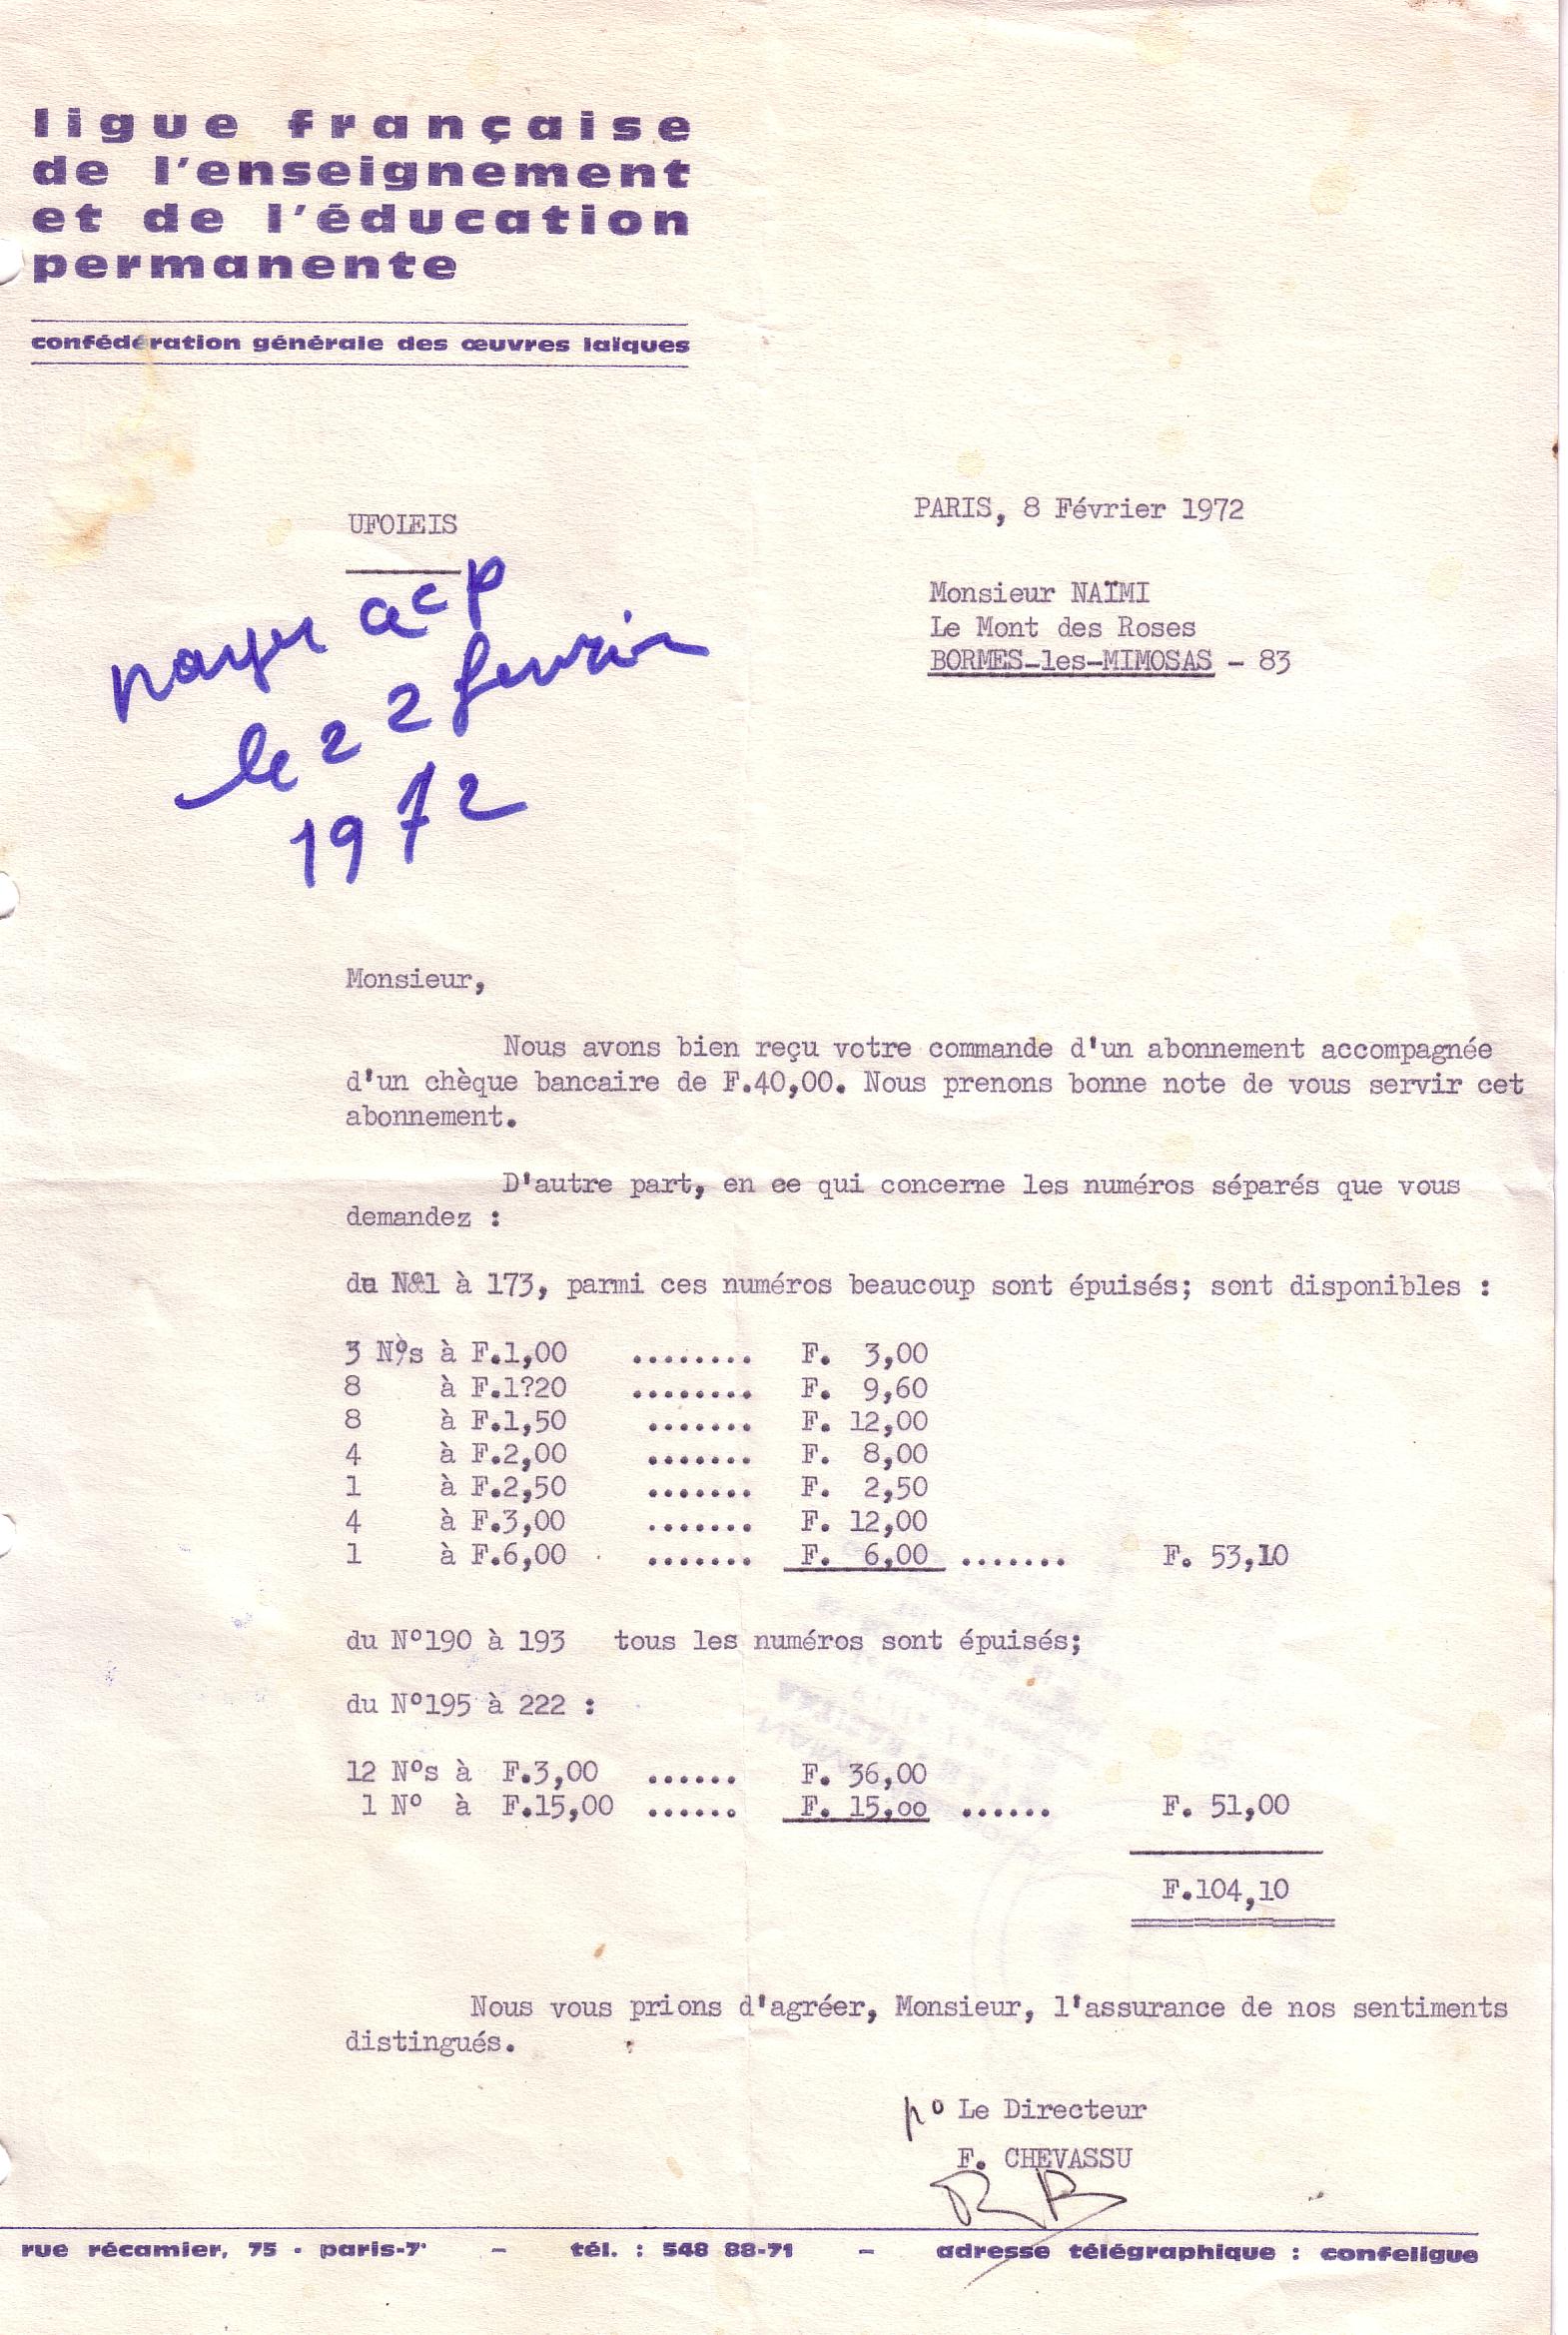 ligue française
de l'enseignement
et de l'éducation
permanente
confédération générale des œuvres laïques
UFOLEIS
PARIS, 8 Février 1972
Monsieur NAÏMI
Le Mont des Roses
BORMES-les-MIMOSAS - 83
payer a c p
le 22 fevrier
1972
Monsieur,
Nous avons bien reçu votre commande d'un abonnement accompagnée
d'un chèque bancaire de F.40,00. Nous prenons bonne note de vous servir cet
abonnement.
D'autre part, en ce qui concerne les numéros séparés que vous
demandez :
du N°1 à 173, parmi ces numéros beaucoup sont épuisés; sont disponibles :
3 N°s à F.1,00 ........ F. 3,00
8 à F.1?20 ........ F. 9,60
8 à F.1,50 ....... F. 12,00
4 à F.2,00 ....... F. 8,00
1 à F.2,50 ....... F. 2,50
4 à F.3,00 ....... F. 12,00
1 à F.6,00 ....... F. 6,00 ....... F. 53,10
du N°190 à 193 tous les numéros sont épuisés;
du N°195 à 222 :
12 N°s à F.3,00 ...... F. 36,00
1 N° à F.15,00 ...... F. 15,oo ...... F. 51,00
F.104,10
Nous vous prions d'agréer, Monsieur, l'assurance de nos sentiments
distingués.
po Le Directeur
F. CHEVASSU
rue récamier, 75 - paris-7e – tél. : 548 88-71 – adresse télégraphique : confeligue